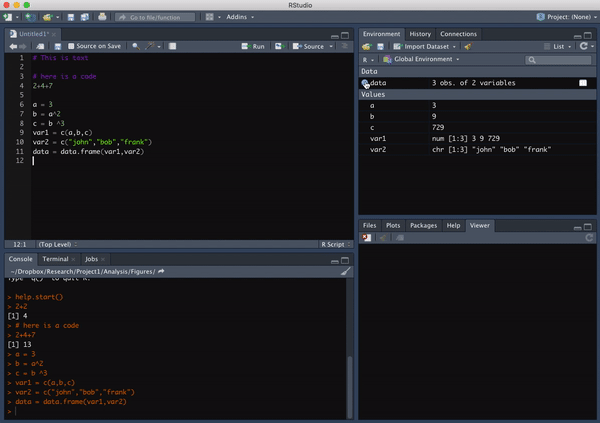 RStudio
Go to file/function
Addins
Project: (None)
Untitled1*
Source on Save
Run
Source
1 # This is text
2
3 # here is a code
4 2+4+7
5
6 a = 3
7 b = a^2
8 c = b ^3
9 var1 = c(a,b,c)
10 var2 = c("john","bob","frank")
11 data = data.frame(var1,var2)
12
12:1
(Top Level)
R Script
Console Terminal Jobs
~/Dropbox/Research/Project1/Analysis/Figures/
> help.start()
> 2+2
[1] 4
> # here is a code
> 2+4+7
[1] 13
> a = 3
> b = a^2
> c = b ^3
> var1 = c(a,b,c)
> var2 = c("john","bob","frank")
> data = data.frame(var1,var2)
>
Environment History Connections
Import Dataset
List
R
Global Environment
Data
data 3 obs. of 2 variables
Values
a 3
b 9
c 729
var1 num [1:3] 3 9 729
var2 chr [1:3] "john" "bob" "frank"
Files Plots Packages Help Viewer